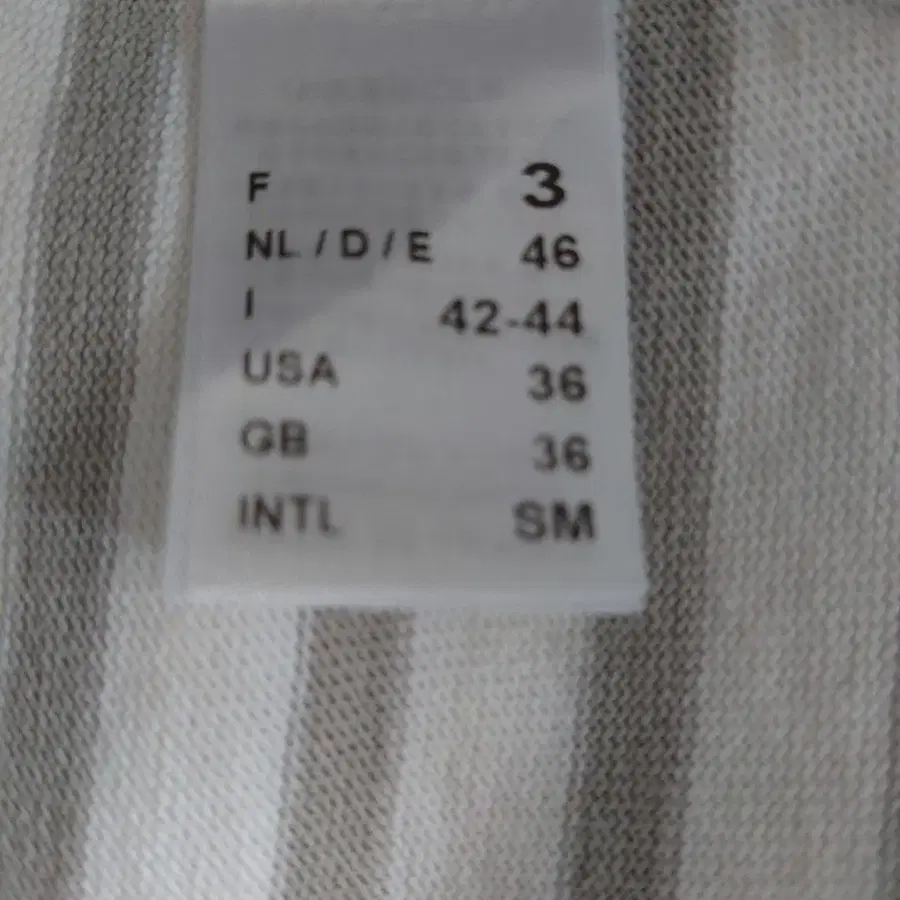 F 3
NL / D / E 46
I 42-44
USA 36
GB 36
INTL SM